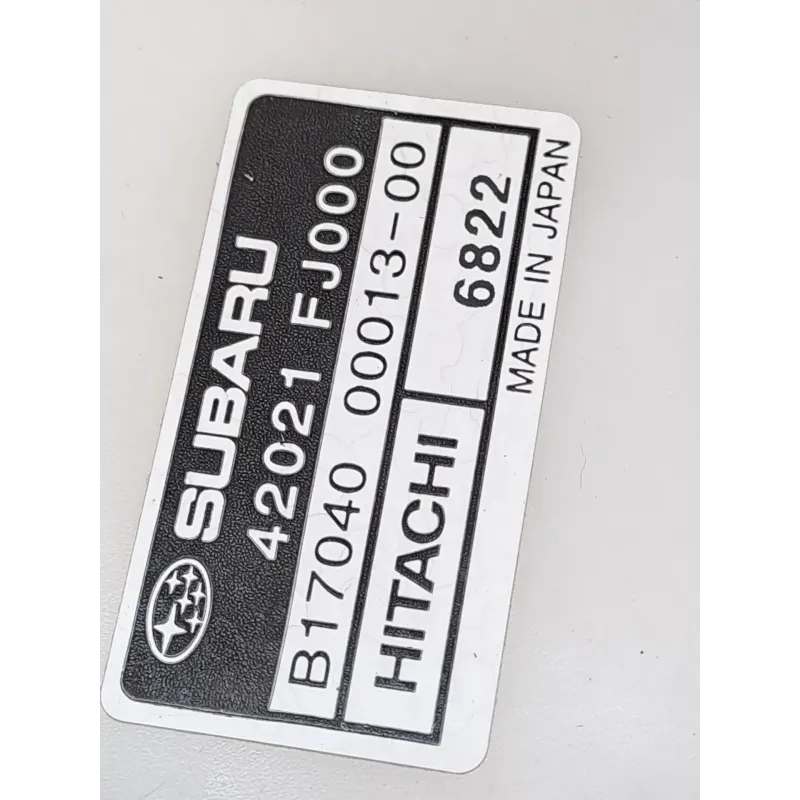 SUBARU
42021 FJ000
B17040 00013-00
HITACHI 6822
MADE IN JAPAN